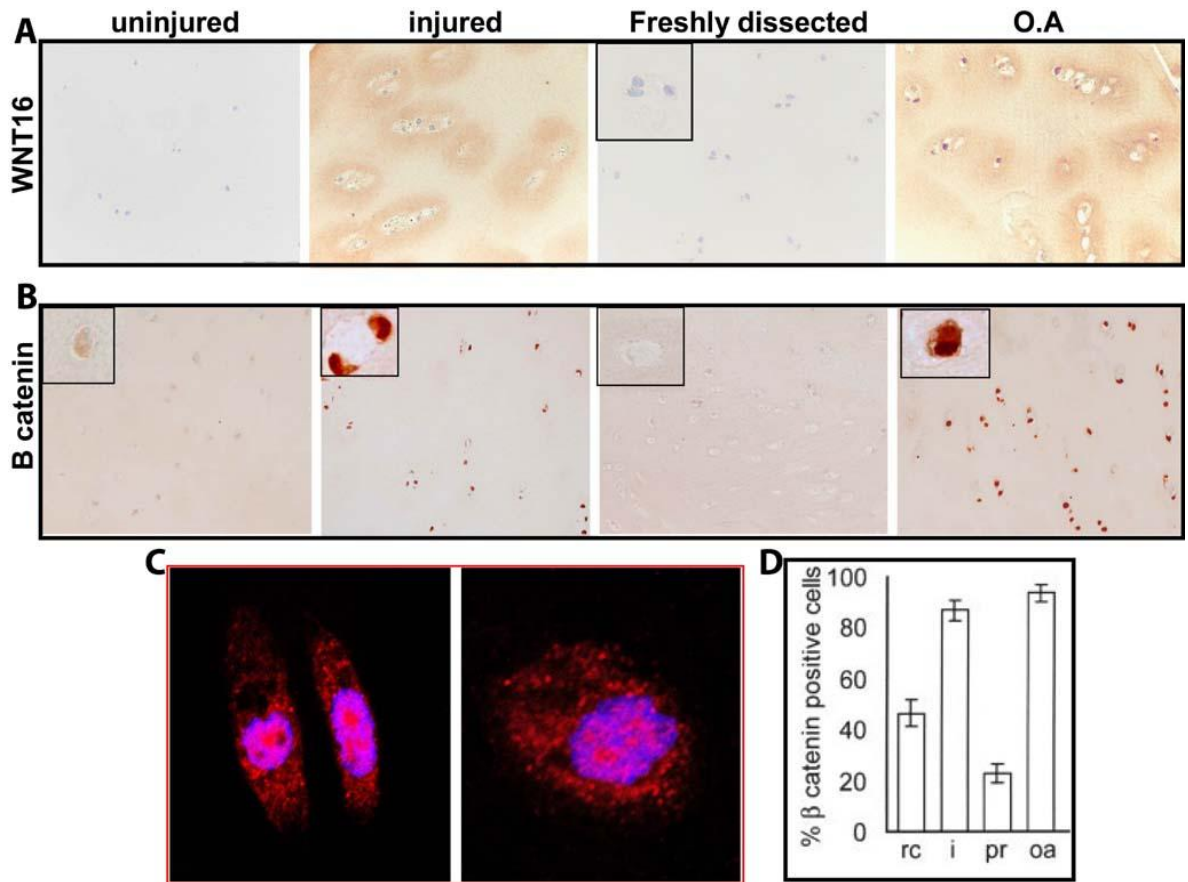 A
uninjured
injured
Freshly dissected
O.A
WNT16
B
B catenin
C
D
% β catenin positive cells
100
80
60
40
20
0
rc i pr oa